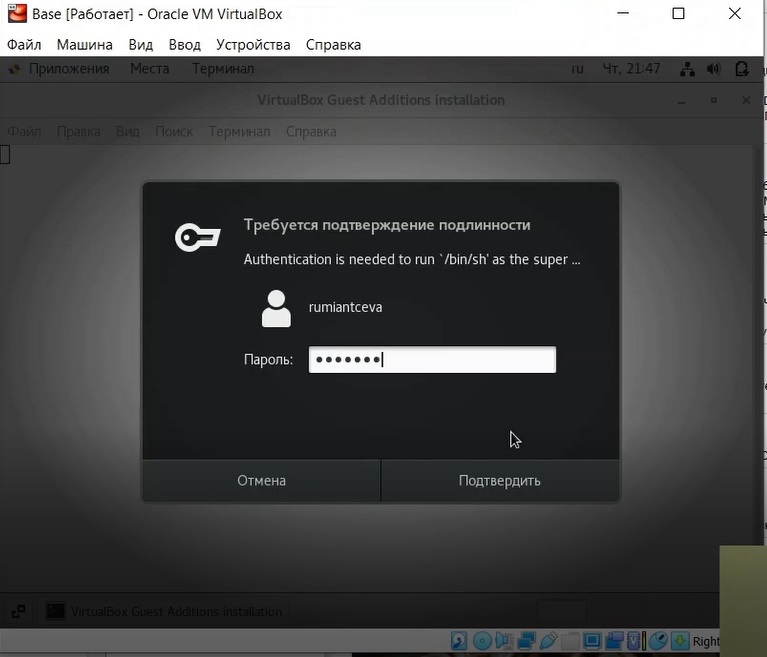 Base [Работает] - Oracle VM VirtualBox
Файл Машина Вид Ввод Устройства Справка
Приложения Места Терминал ru Чт, 21:47
VirtualBox Guest Additions installation
Файл Правка Вид Поиск Терминал Справка
Требуется подтверждение подлинности
Authentication is needed to run `/bin/sh' as the super ...
rumiantceva
Пароль: •••••••
Отмена Подтвердить
VirtualBox Guest Additions installation
Right